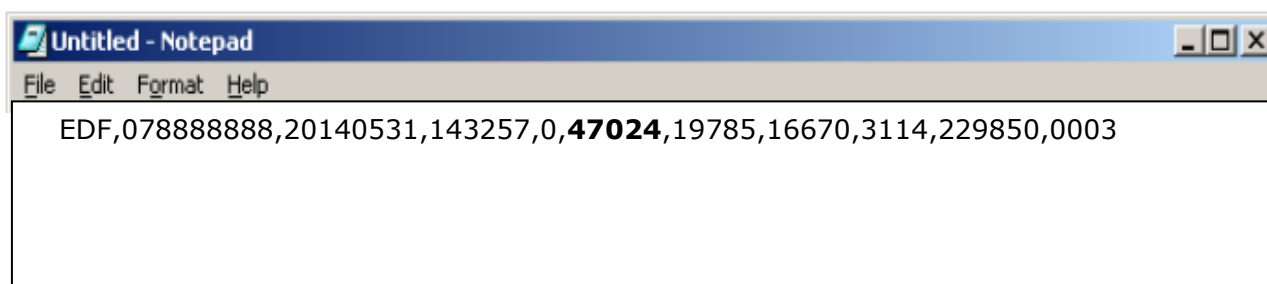 Untitled - Notepad
File Edit Format Help
EDF,078888888,20140531,143257,0,47024,19785,16670,3114,229850,0003